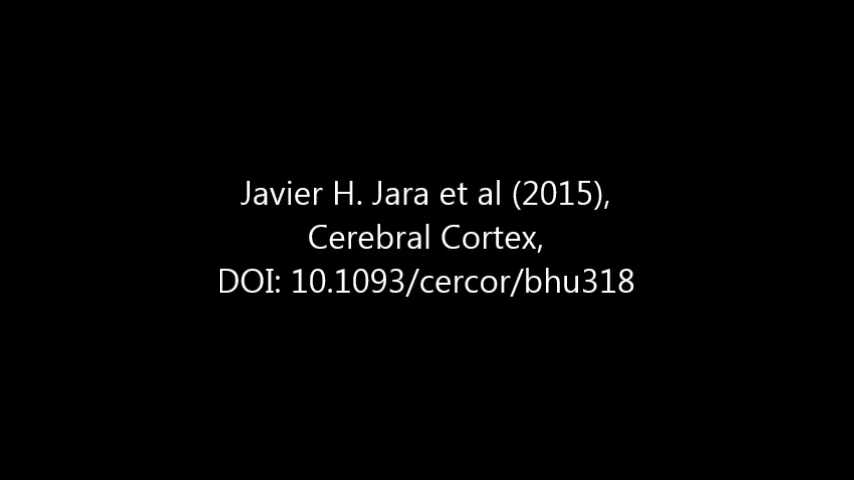 Javier H. Jara et al (2015),
Cerebral Cortex,
DOI: 10.1093/cercor/bhu318